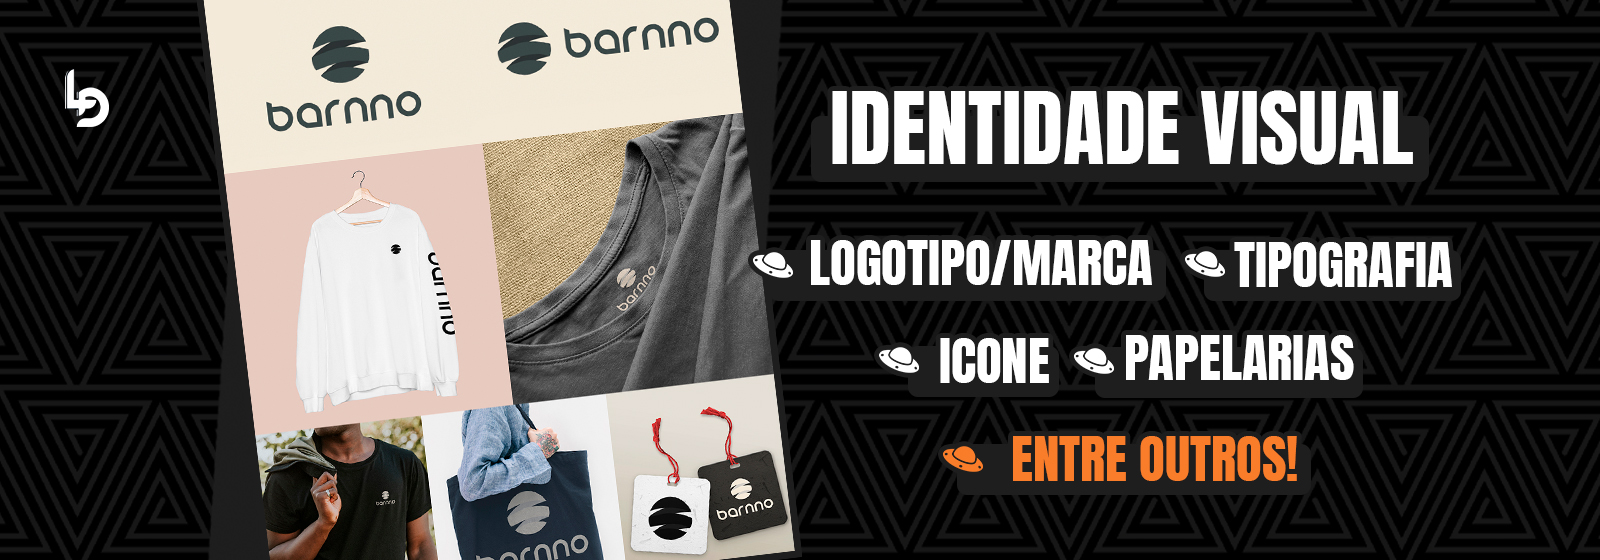 barnno
barnno
IDENTIDADE VISUAL
LOGOTIPO/MARCA
TIPOGRAFIA
ICONE
PAPELARIAS
ENTRE OUTROS!
barnno
barnno
barnno
barnno
barnno